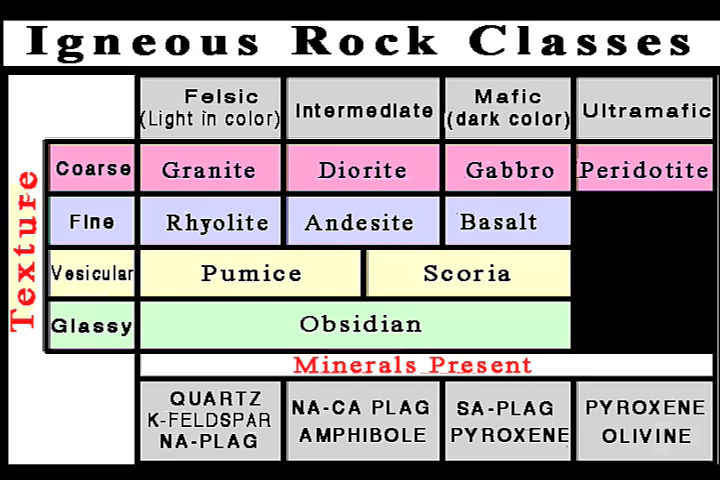 Igneous Rock Classes
Felsic
(Light in color)
Intermediate
Mafic
(dark color)
Ultramafic
Texture
Coarse
Granite
Diorite
Gabbro
Peridotite
Fine
Rhyolite
Andesite
Basalt
Vesicular
Pumice
Scoria
Glassy
Obsidian
Minerals Present
QUARTZ
K-FELDSPAR
NA-PLAG
NA-CA PLAG
AMPHIBOLE
SA-PLAG
PYROXENE
PYROXENE
OLIVINE